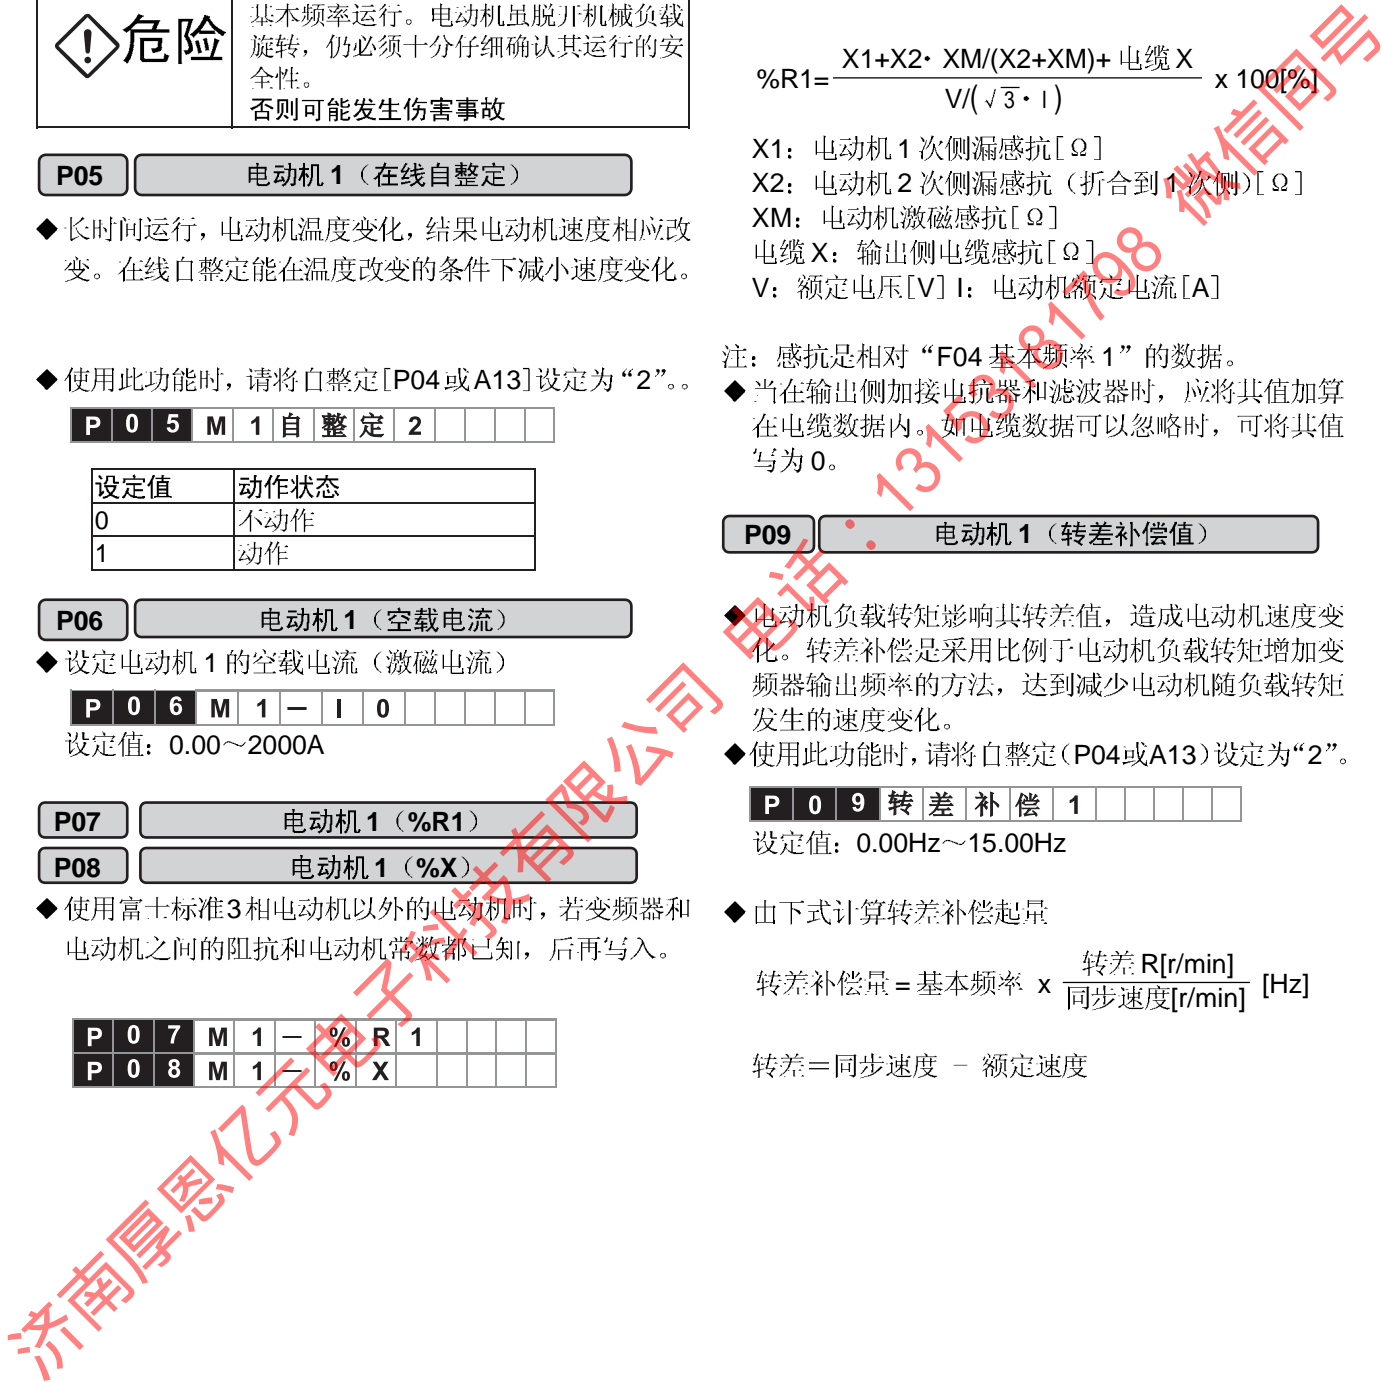 危险
基本频率运行。电动机虽脱开机械负载
旋转，仍必须十分仔细确认其运行的安
全性。
否则可能发生伤害事故
P05 电动机1（在线自整定）
◆长时间运行，电动机温度变化，结果电动机速度相应改
变。在线自整定能在温度改变的条件下减小速度变化。
◆使用此功能时，请将自整定[P04或A13]设定为“2”。。
P 0 5 M 1 自 整 定 2
设定值 动作状态
0 不动作
1 动作
P06 电动机1（空载电流）
◆设定电动机1的空载电流（激磁电流）
P 0 6 M 1 － I 0
设定值：0.00～2000A
P07 电动机1（%R1）
P08 电动机1（%X）
◆使用富士标准3相电动机以外的电动机时，若变频器和
电动机之间的阻抗和电动机常数都已知，后再写入。
P 0 7 M 1 － % R 1
P 0 8 M 1 － % X
%R1= X1+X2・XM/(X2+XM)+电缆X x 100[%]
V/(√3・I)
X1：电动机1次侧漏感抗[Ω]
X2：电动机2次侧漏感抗（折合到1次侧)[Ω]
XM：电动机激磁感抗[Ω]
电缆X：输出侧电缆感抗[Ω]
V：额定电压[V] I：电动机额定电流[A]
注：感抗是相对“F04基本频率1”的数据。
◆当在输出侧加接电抗器和滤波器时，应将其值加算
在电缆数据内。如电缆数据可以忽略时，可将其值
写为0。
P09 电动机1（转差补偿值）
◆电动机负载转矩影响其转差值，造成电动机速度变
化。转差补偿是采用比例于电动机负载转矩增加变
频器输出频率的方法，达到减少电动机随负载转矩
发生的速度变化。
◆使用此功能时，请将自整定（P04或A13）设定为“2”。
P 0 9 转 差 补 偿 1
设定值：0.00Hz～15.00Hz
◆由下式计算转差补偿起量
转差补偿量=基本频率 x 转差R[r/min] [Hz]
同步速度[r/min]
转差＝同步速度 － 额定速度
济南厚恩亿元电子科技有限公司 电话：13153181798 微信同号